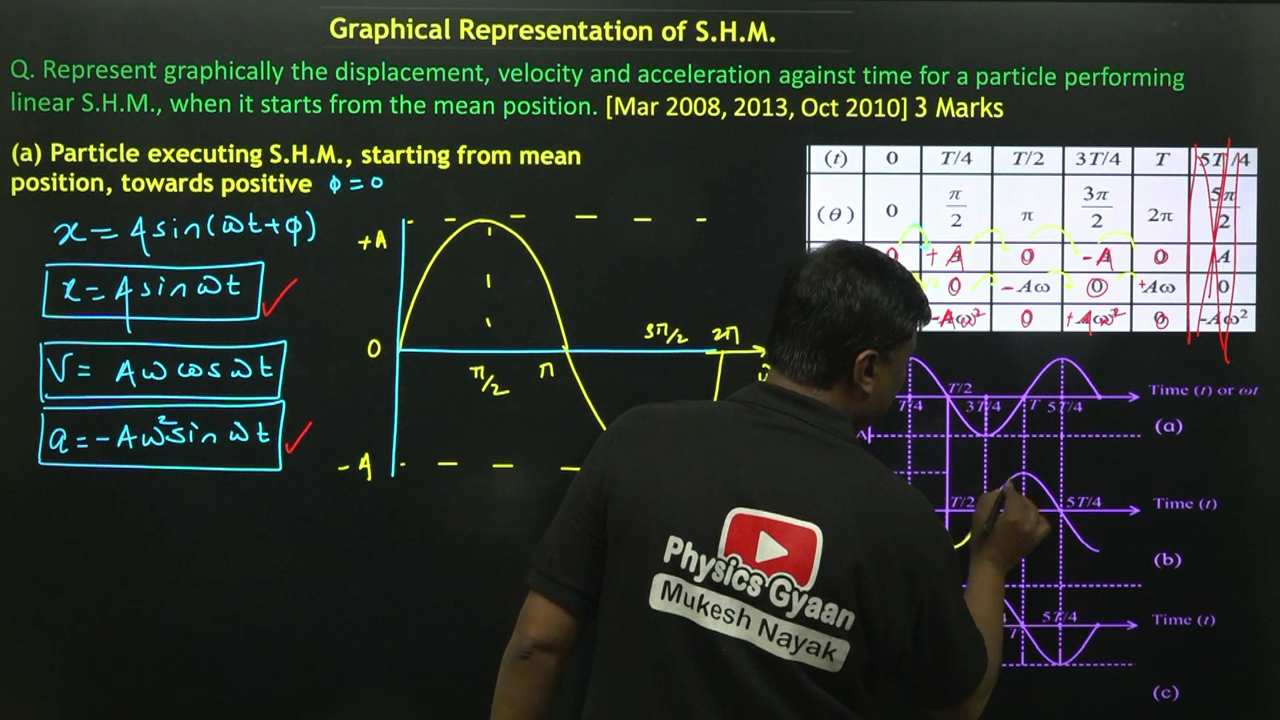 Graphical Representation of S.H.M.
Q. Represent graphically the displacement, velocity and acceleration against time for a particle performing
linear S.H.M., when it starts from the mean position. [Mar 2008, 2013, Oct 2010] 3 Marks
(a) Particle executing S.H.M., starting from mean
position, towards positive ϕ = 0
x = A sin(ωt+ϕ)
x = A sin ωt
V = Aω cos ωt
a = -Aω² sin ωt
+A
0
-A
π/2
π
3π/2
2π
(t) 0 T/4 T/2 3T/4 T 5T/4
(θ) 0 π/2 π 3π/2 2π 5π/2
0 +A 0 -A 0 A
0 -Aω 0 +Aω 0
-Aω² 0 +Aω² 0 -Aω²
T/4 T/2 3T/4 T 5T/4 Time (t) or ωt
(a)
T/2 5T/4 Time (t)
(b)
T 5T/4 Time (t)
(c)
Physics Gyaan
Mukesh Nayak